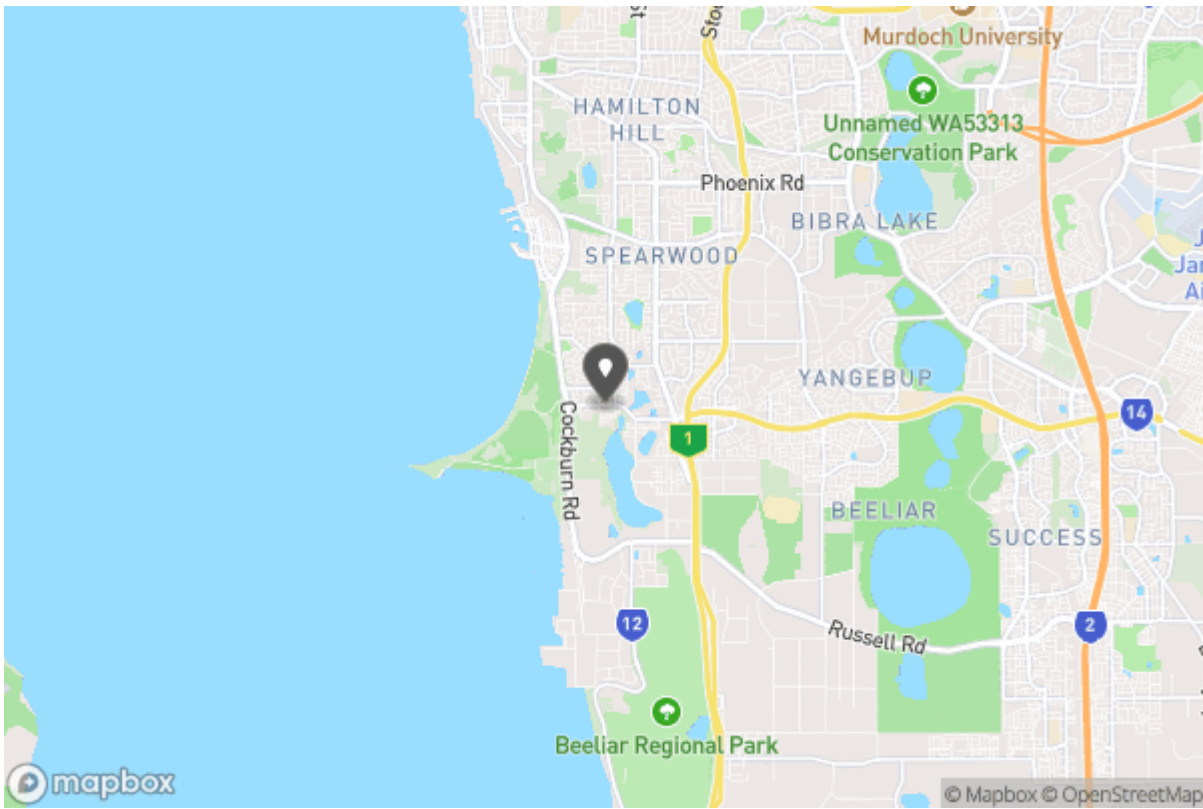 Murdoch University
HAMILTON
HILL
Unnamed WA53313
Conservation Park
Phoenix Rd
BIBRA LAKE
SPEARWOOD
YANGEBUP
14
Cockburn Rd
1
BEELIAR
SUCCESS
12
Russell Rd
2
Beeliar Regional Park
mapbox
© Mapbox © OpenStreetMap